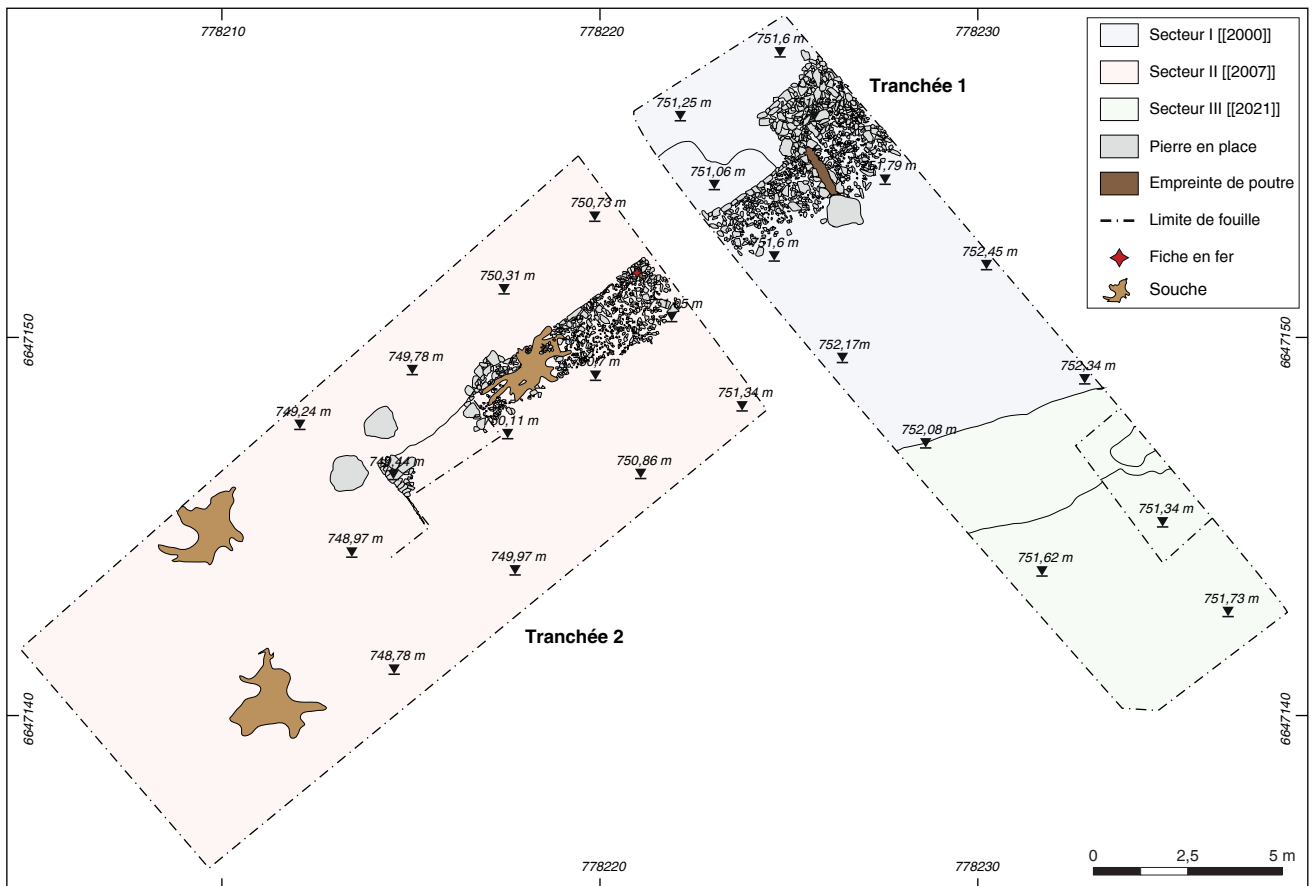 778210
778220
778230
Secteur I [[2000]]
Secteur II [[2007]]
Secteur III [[2021]]
Pierre en place
Empreinte de poutre
Limite de fouille
Fiche en fer
Souche
751,6 m
Tranchée 1
751,25 m
751,06 m
751,6 m
752,45 m
750,73 m
750,31 m
6647150
6647150
749,78 m
752,17m
752,34 m
749,24 m
751,34 m
752,08 m
750,86 m
751,34 m
748,97 m
749,97 m
751,62 m
751,73 m
Tranchée 2
748,78 m
6647140
6647140
778220
778230
0
2,5
5 m